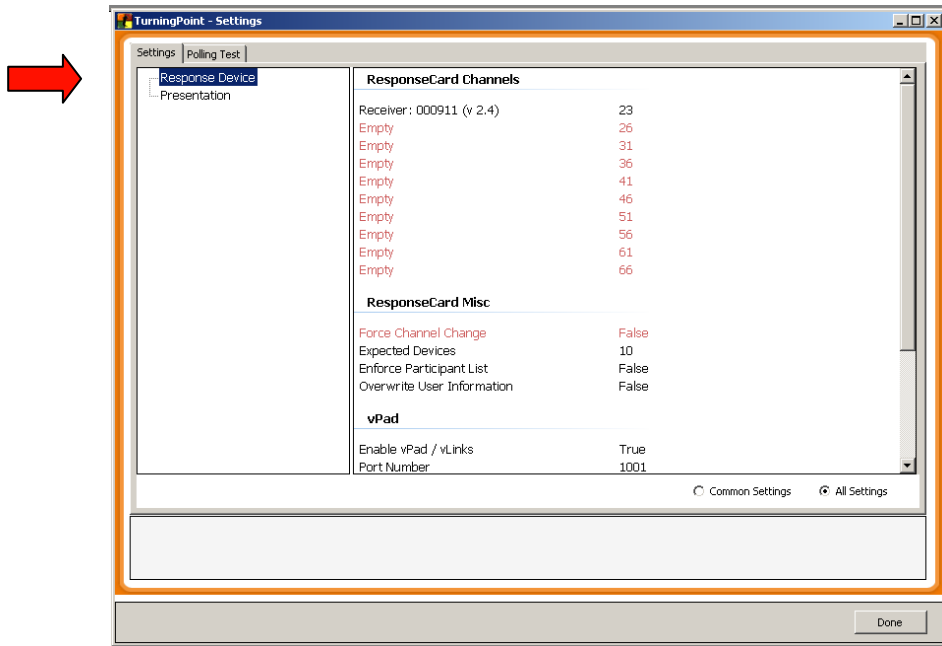 TurningPoint - Settings
Settings Polling Test
Response Device
Presentation
ResponseCard Channels
Receiver: 000911 (v 2.4) 23
Empty 26
Empty 31
Empty 36
Empty 41
Empty 46
Empty 51
Empty 56
Empty 61
Empty 66
ResponseCard Misc
Force Channel Change False
Expected Devices 10
Enforce Participant List False
Overwrite User Information False
vPad
Enable vPad / vLinks True
Port Number 1001
Common Settings All Settings
Done